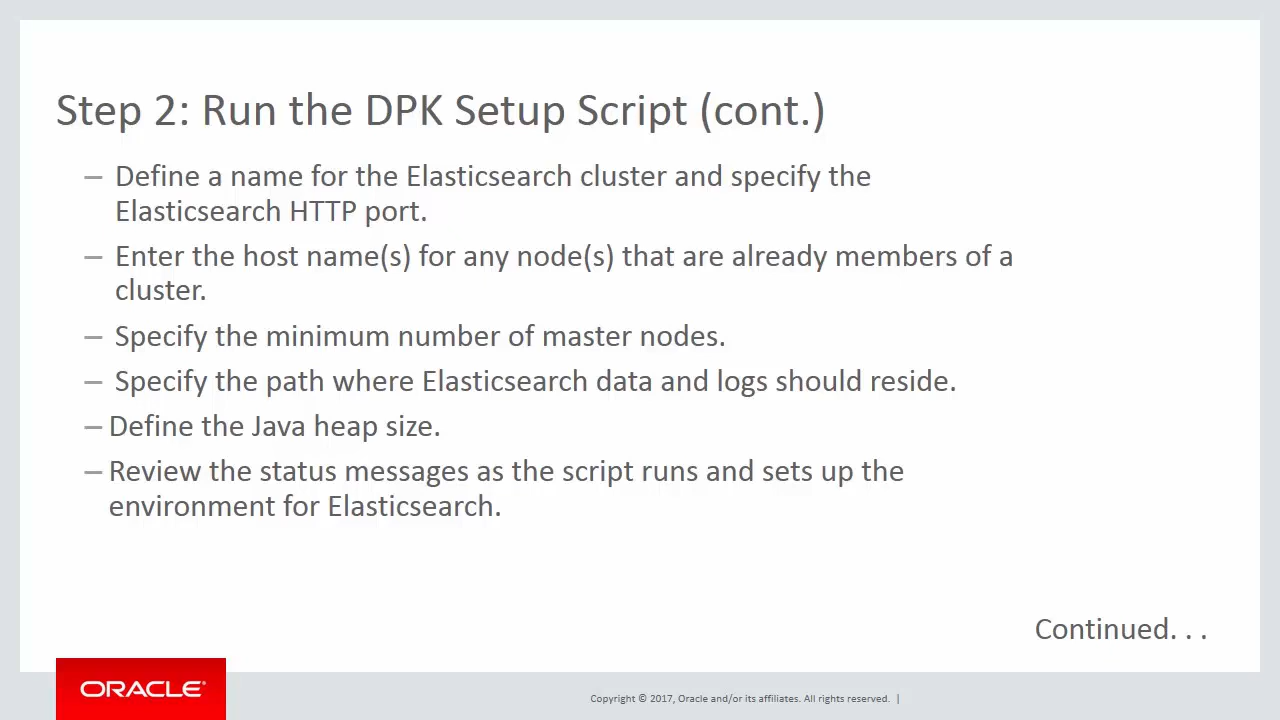 Step 2: Run the DPK Setup Script (cont.)
– Define a name for the Elasticsearch cluster and specify the
Elasticsearch HTTP port.
– Enter the host name(s) for any node(s) that are already members of a
cluster.
– Specify the minimum number of master nodes.
– Specify the path where Elasticsearch data and logs should reside.
– Define the Java heap size.
– Review the status messages as the script runs and sets up the
environment for Elasticsearch.
Continued. . .
ORACLE®
Copyright © 2017, Oracle and/or its affiliates. All rights reserved. |